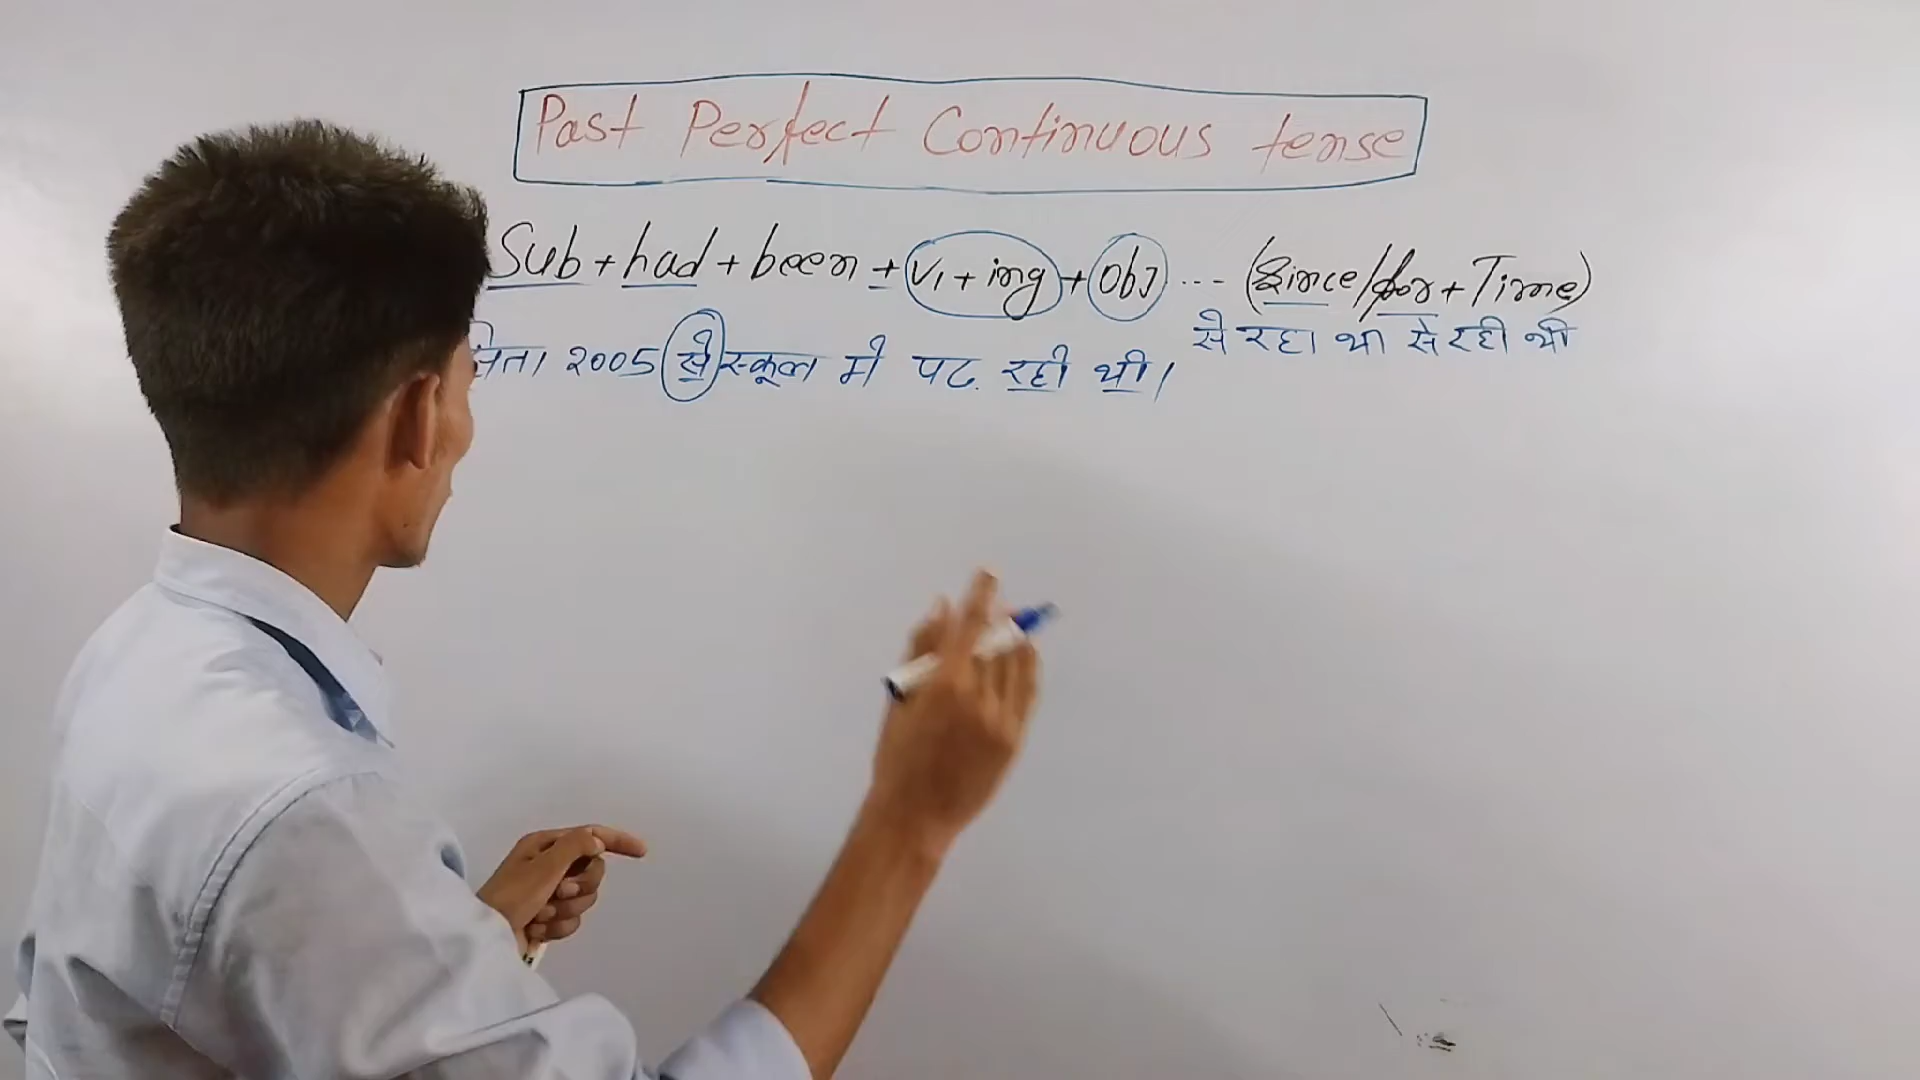 Past Perfect Continuous tense
Sub + had + been + V1 + ing + Obj ... (Since/for + Time)
से रहा था से रही थी
2005 से स्कूल में पढ़ रही थी।